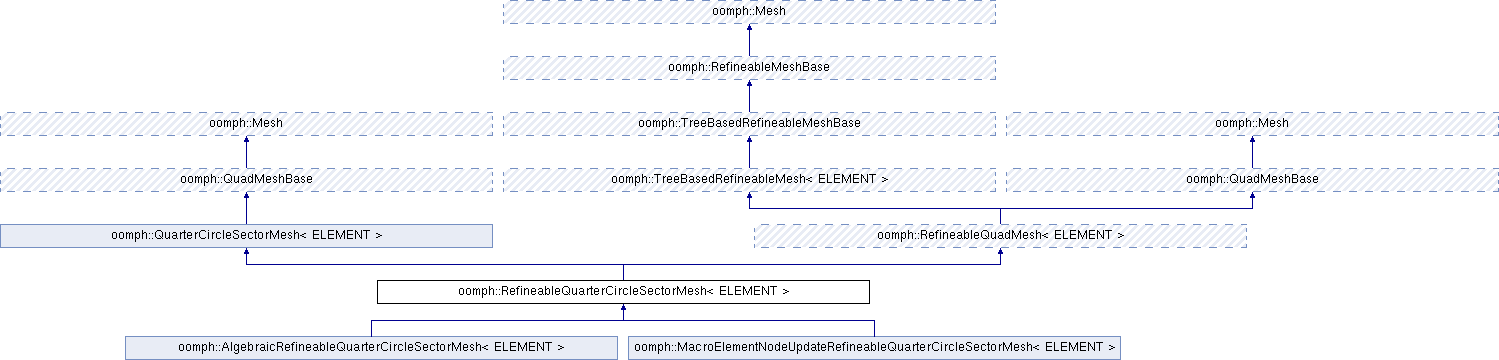 oomph::Mesh
oomph::RefineableMeshBase
oomph::Mesh
oomph::TreeBasedRefineableMeshBase
oomph::Mesh
oomph::QuadMeshBase
oomph::TreeBasedRefineableMesh< ELEMENT >
oomph::QuadMeshBase
oomph::QuarterCircleSectorMesh< ELEMENT >
oomph::RefineableQuadMesh< ELEMENT >
oomph::RefineableQuarterCircleSectorMesh< ELEMENT >
oomph::AlgebraicRefineableQuarterCircleSectorMesh< ELEMENT >
oomph::MacroElementNodeUpdateRefineableQuarterCircleSectorMesh< ELEMENT >